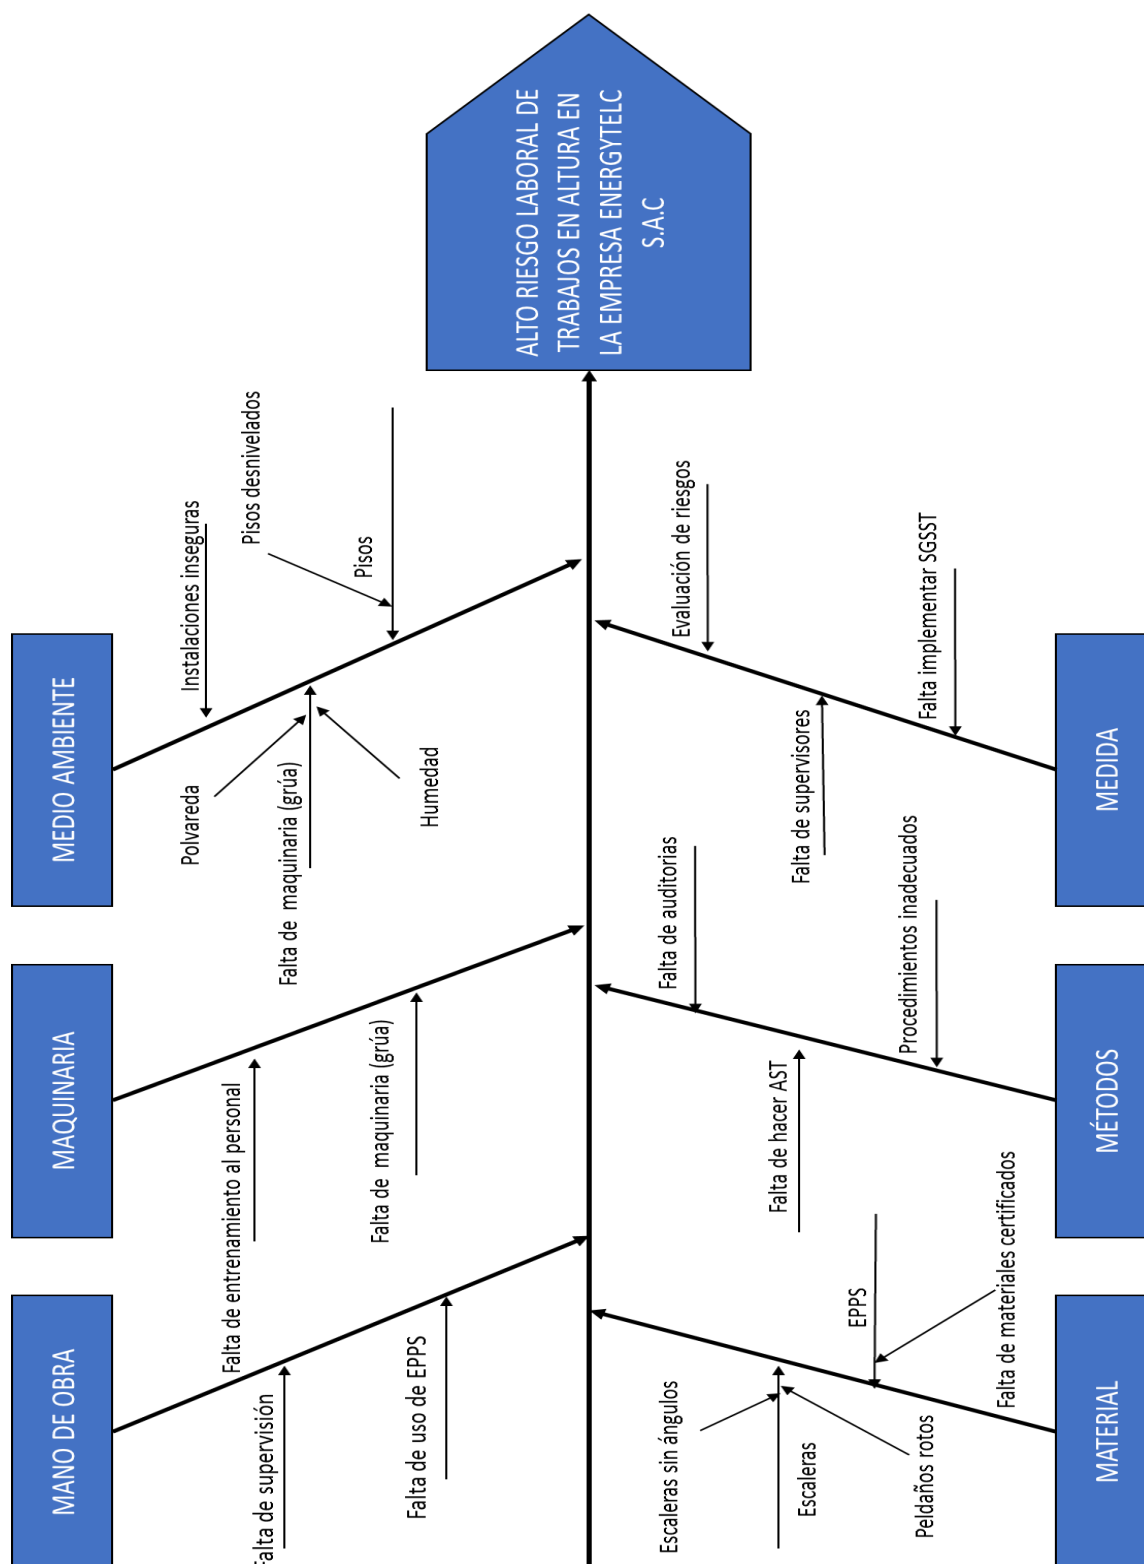 MANO DE OBRA
MAQUINARIA
MEDIO AMBIENTE
Falta de supervisión
Falta de uso de EPPS
Falta de entrenamiento al personal
Falta de maquinaria (grúa)
Instalaciones inseguras
Polvareda
Falta de maquinaria (grúa)
Humedad
Pisos desnivelados
Pisos
ALTO RIESGO LABORAL DE
TRABAJOS EN ALTURA EN
LA EMPRESA ENERGYTELC
S.A.C
Escaleras sin ángulos
Escaleras
Peldaños rotos
EPPS
Falta de materiales certificados
Falta de auditorias
Falta de hacer AST
Procedimientos inadecuados
Evaluación de riesgos
Falta de supervisores
Falta implementar SGSST
MATERIAL
MÉTODOS
MEDIDA